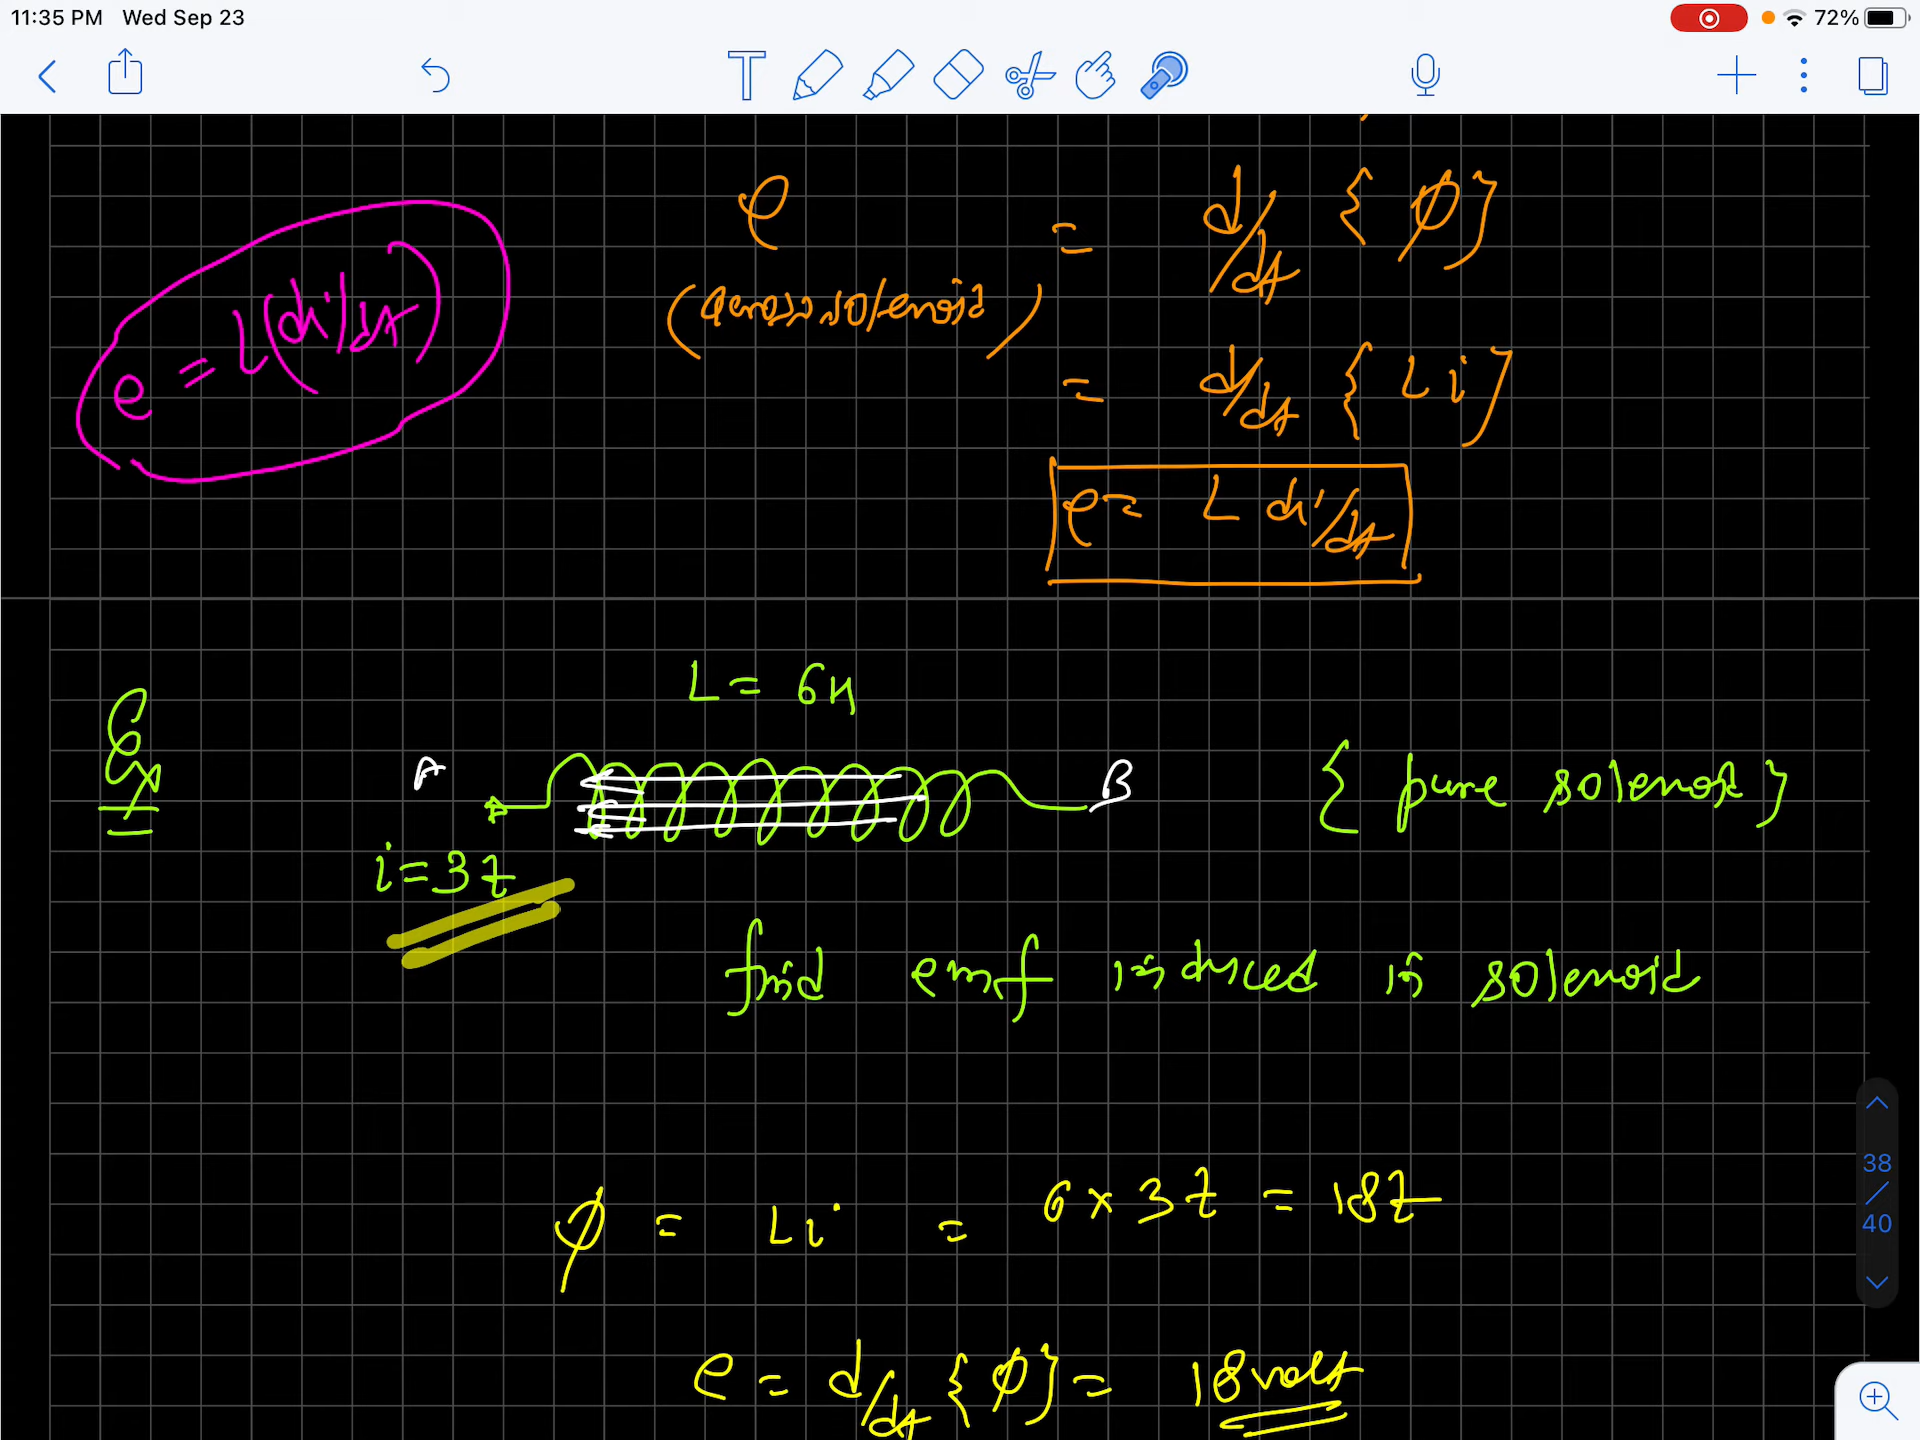 11:35 PM Wed Sep 23
72%
T
e = d/dt { φ }
(across solenoid)
e = L(di/dt)
= d/dt { Li }
e = L di/dt
L = 6H
Ex
A
B
{ pure solenoid }
i = 3t
find emf induced in solenoid
38
/
40
φ = Li = 6 × 3t = 18t
e = d/dt { φ } = 18 volt